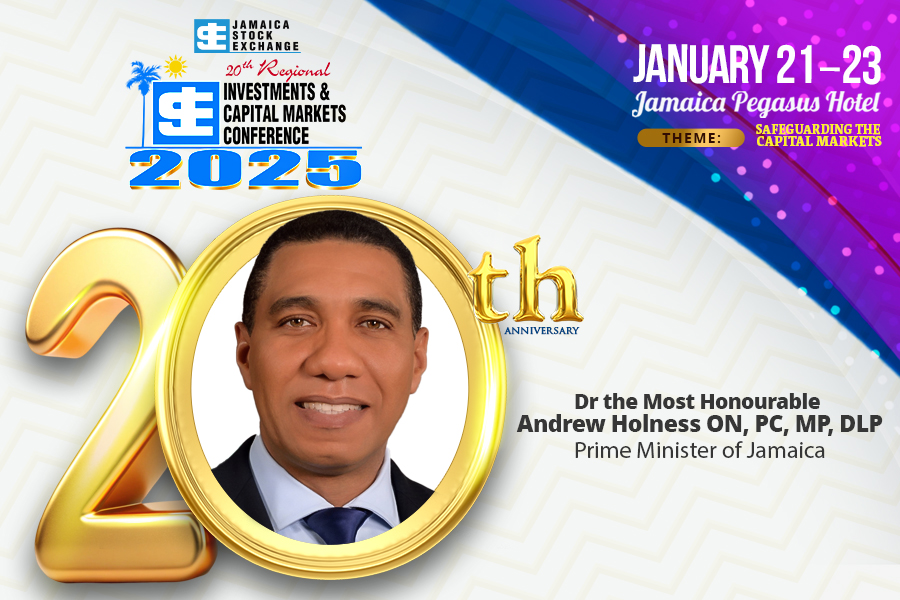 JAMAICA
STOCK
EXCHANGE
20th Regional
INVESTMENTS &
CAPITAL MARKETS
CONFERENCE
2025
JANUARY 21–23
Jamaica Pegasus Hotel
THEME:
SAFEGUARDING THE
CAPITAL MARKETS
20th
ANNIVERSARY
Dr the Most Honourable
Andrew Holness ON, PC, MP, DLP
Prime Minister of Jamaica